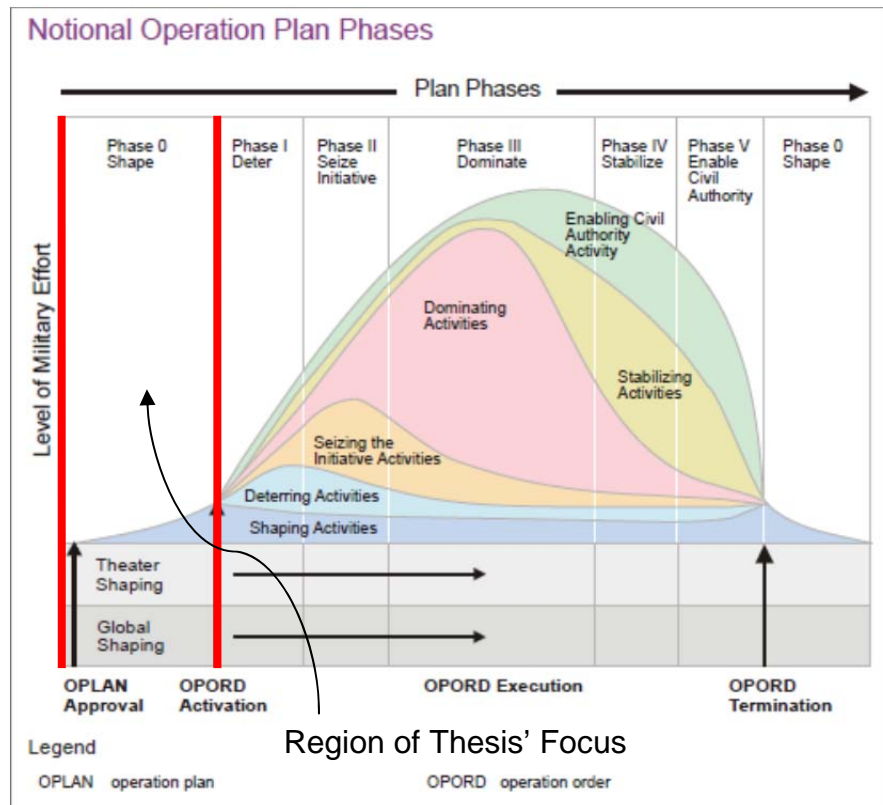 Notional Operation Plan Phases
Plan Phases
Phase 0
Shape
Phase I
Deter
Phase II
Seize
Initiative
Phase III
Dominate
Phase IV
Stabilize
Phase V
Enable
Civil
Authority
Phase 0
Shape
Level of Military Effort
Enabling Civil
Authority
Activity
Dominating
Activities
Stabilizing
Activities
Seizing the
Initiative Activities
Deterring Activities
Shaping Activities
Theater
Shaping
Global
Shaping
OPLAN
Approval
OPORD
Activation
OPORD Execution
OPORD
Termination
Region of Thesis’ Focus
Legend
OPLAN operation plan
OPORD operation order